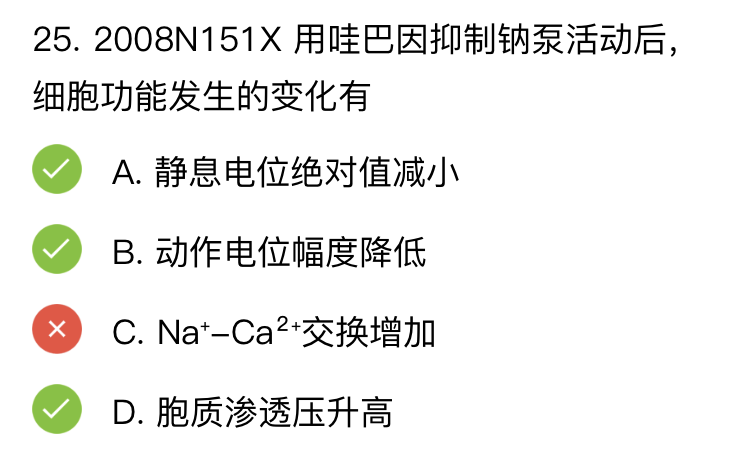 25. 2008N151X 用哇巴因抑制钠泵活动后，
细胞功能发生的变化有
A. 静息电位绝对值减小
B. 动作电位幅度降低
C. Na⁺–Ca²⁺交换增加
D. 胞质渗透压升高